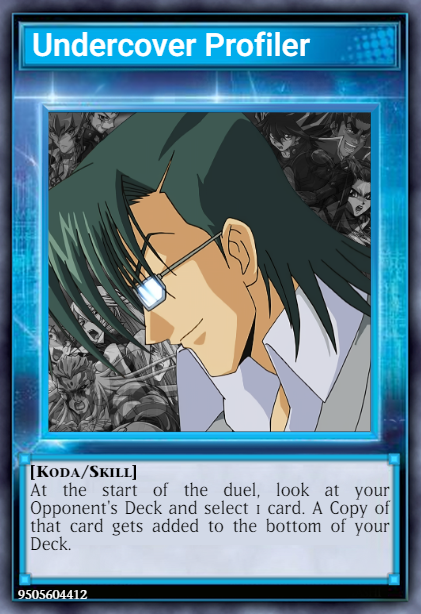 Undercover Profiler
[Koda/Skill]
At the start of the duel, look at your
Opponent's Deck and select 1 card. A Copy of
that card gets added to the bottom of your
Deck.
9505604412